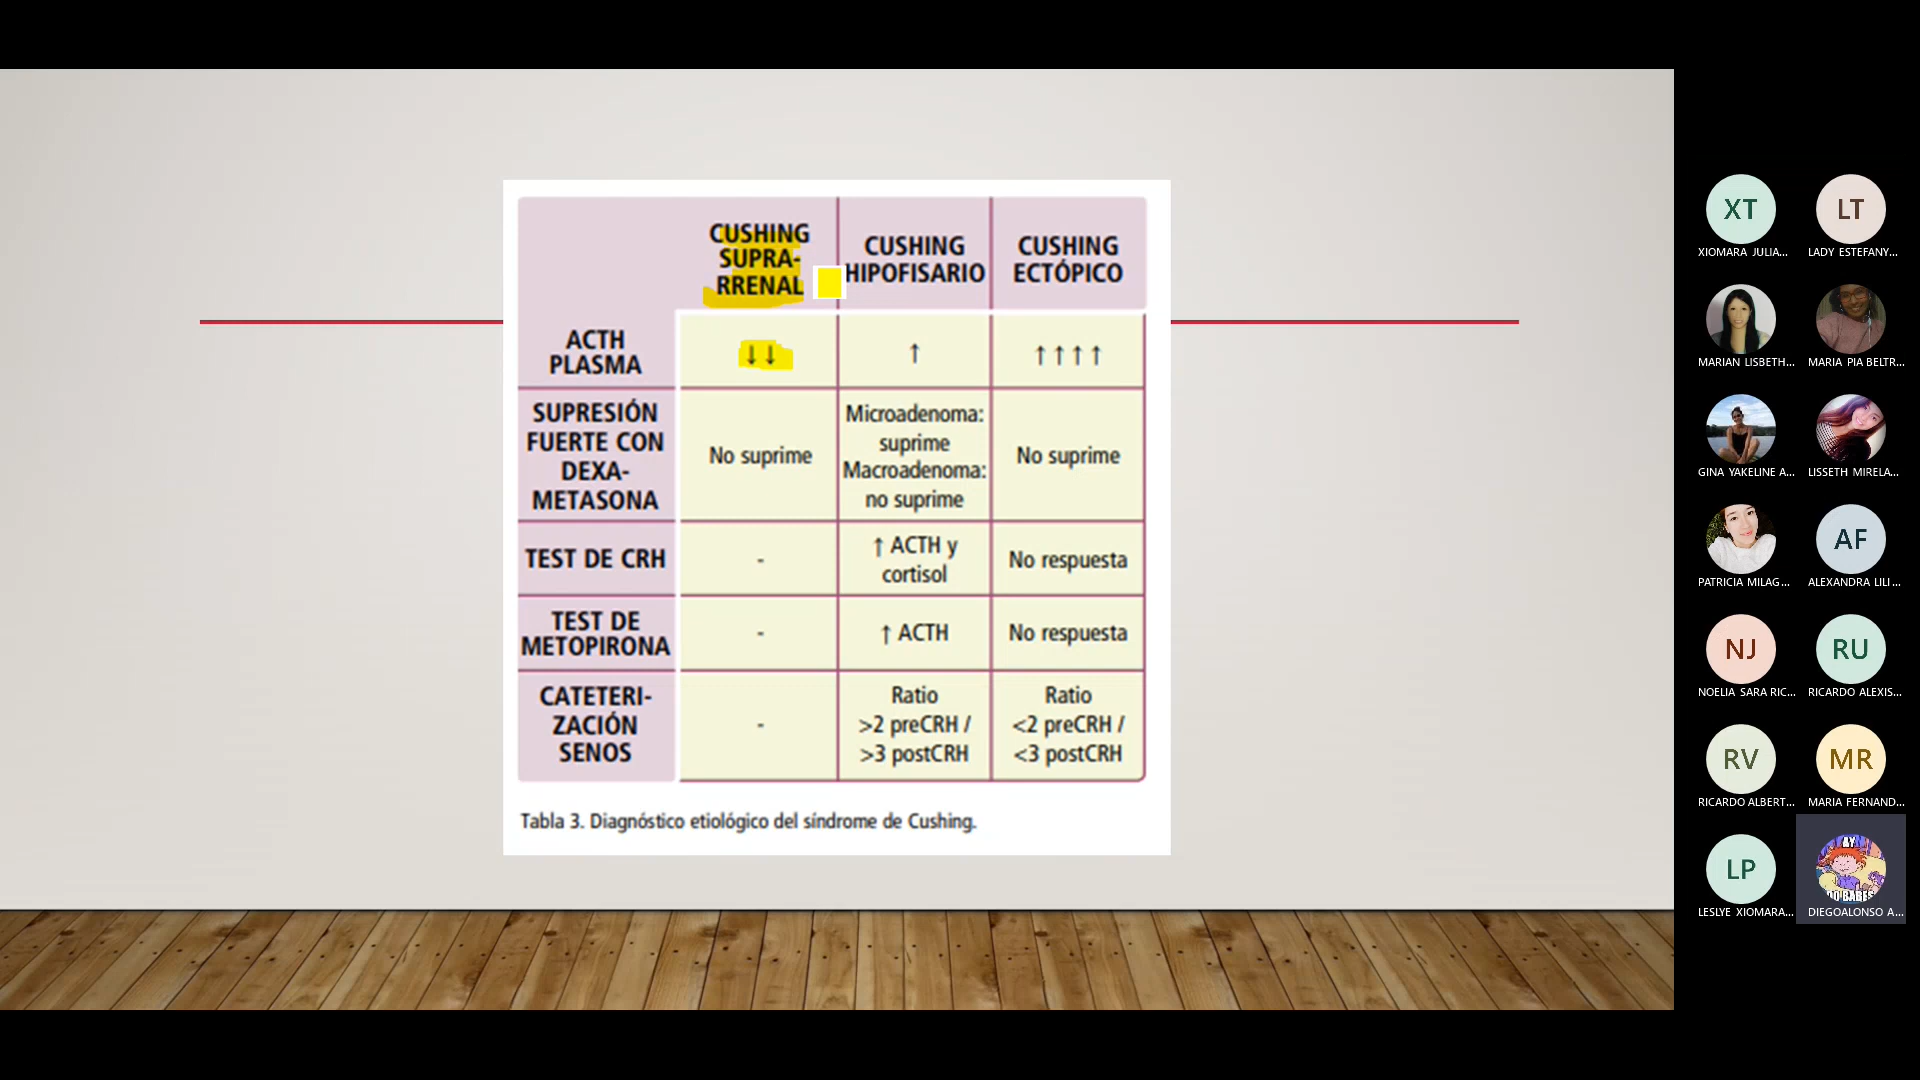 CUSHING
SUPRA-
RRENAL
CUSHING
HIPOFISARIO
CUSHING
ECTÓPICO
ACTH
PLASMA
↓↓
↑
↑↑↑↑
SUPRESIÓN
FUERTE CON
DEXA-
METASONA
No suprime
Microadenoma:
suprime
Macroadenoma:
no suprime
No suprime
TEST DE CRH
-
↑ ACTH y
cortisol
No respuesta
TEST DE
METOPIRONA
-
↑ ACTH
No respuesta
CATETERI-
ZACIÓN
SENOS
-
Ratio
>2 preCRH /
>3 postCRH
Ratio
<2 preCRH /
<3 postCRH
Tabla 3. Diagnóstico etiológico del síndrome de Cushing.
XT
XIOMARA JULIA...
LT
LADY ESTEFANY...
MARIAN LISBETH...
MARIA PIA BELTR...
GINA YAKELINE A...
LISSETH MIRELA...
PATRICIA MILAG...
AF
ALEXANDRA LILI...
NJ
NOELIA SARA RIC...
RU
RICARDO ALEXIS...
RV
RICARDO ALBERT...
MR
MARIA FERNAND...
LP
LESLYE XIOMARA...
AY
DIEGOALONSO A...